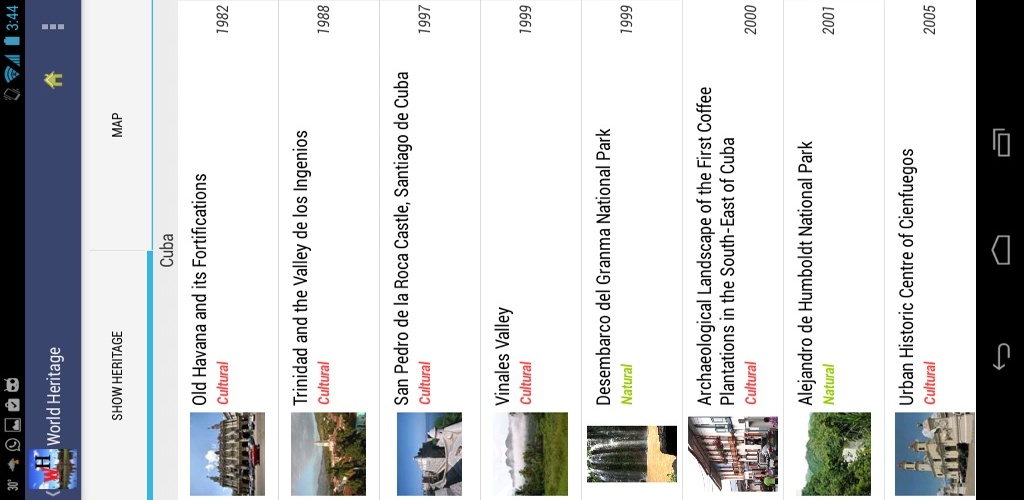 30°
3:44
World Heritage
SHOW HERITAGE
MAP
Cuba
Old Havana and its Fortifications
Cultural
1982
Trinidad and the Valley de los Ingenios
Cultural
1988
San Pedro de la Roca Castle, Santiago de Cuba
Cultural
1997
Vinales Valley
Cultural
1999
Desembarco del Granma National Park
Natural
1999
Archaeological Landscape of the First Coffee
Plantations in the South-East of Cuba
Cultural
2000
Alejandro de Humboldt National Park
Natural
2001
Urban Historic Centre of Cienfuegos
Cultural
2005